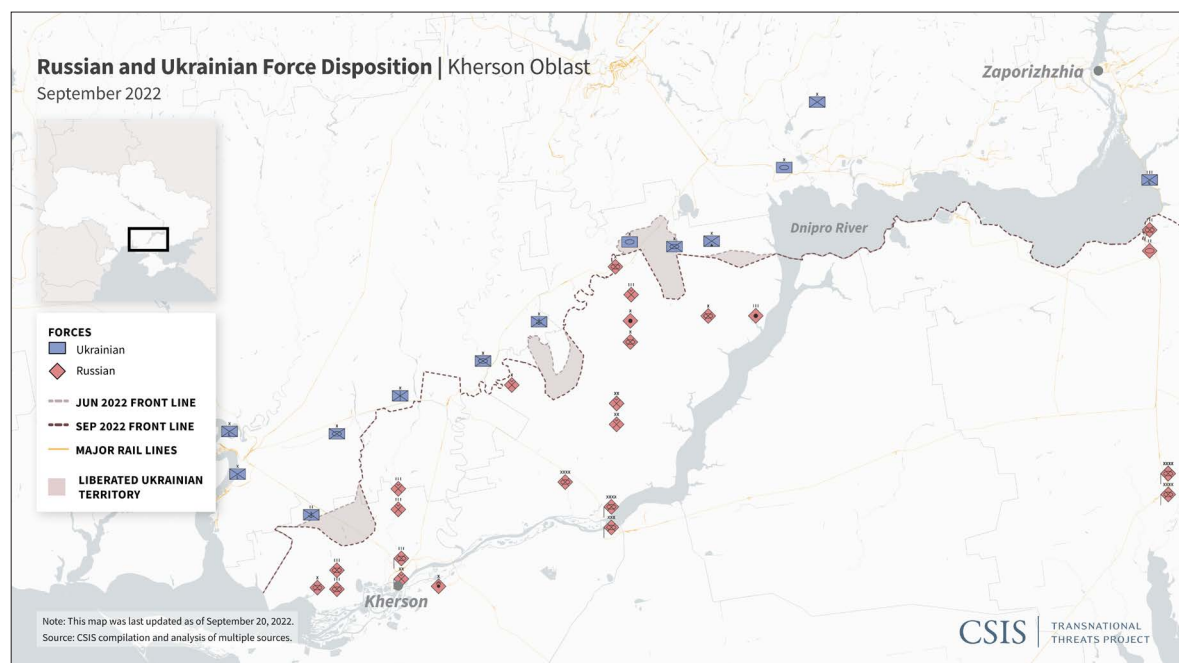 Russian and Ukrainian Force Disposition | Kherson Oblast
September 2022
Zaporizhzhia
Dnipro River
FORCES
Ukrainian
Russian
JUN 2022 FRONT LINE
SEP 2022 FRONT LINE
MAJOR RAIL LINES
LIBERATED UKRAINIAN
TERRITORY
Kherson
Note: This map was last updated as of September 20, 2022.
Source: CSIS compilation and analysis of multiple sources.
CSIS | TRANSNATIONAL
THREATS PROJECT